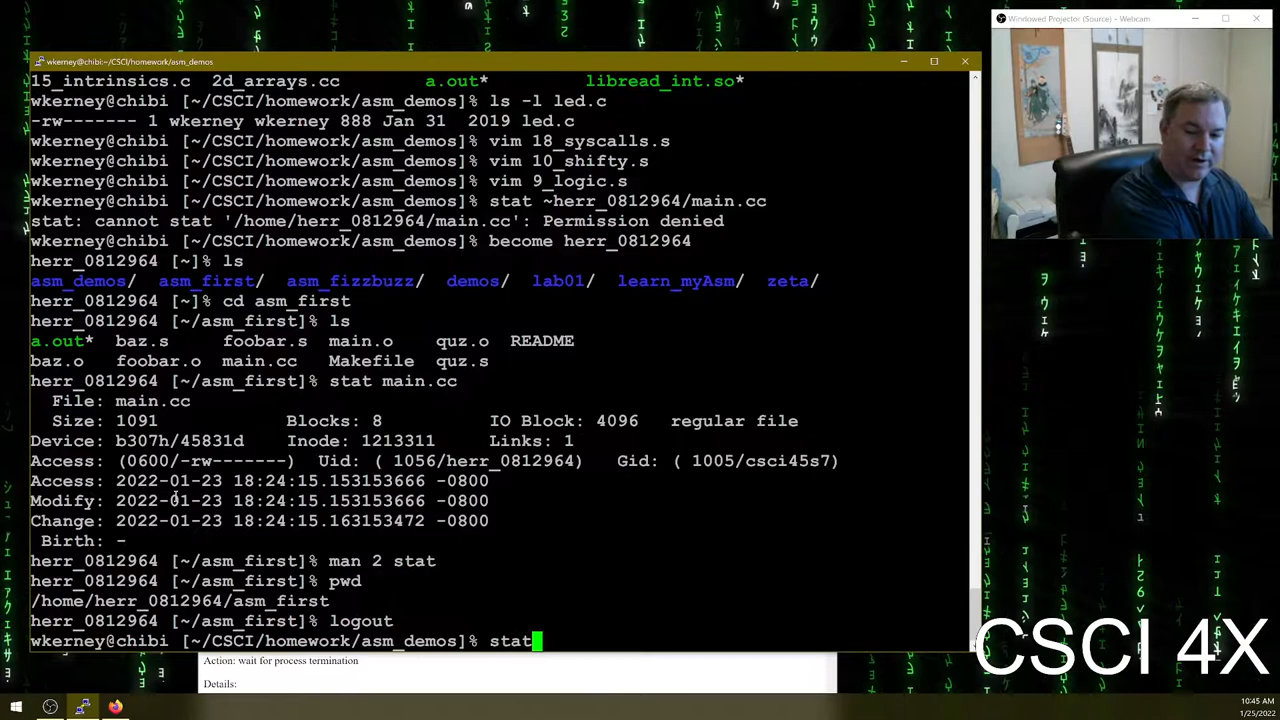 Windowed Projector (Source) - Webcam
wkerney@chibi:~/CSCI/homework/asm_demos
15_intrinsics.c  2d_arrays.cc        a.out*         libread_int.so*
wkerney@chibi [~/CSCI/homework/asm_demos]% ls -l led.c
-rw------- 1 wkerney wkerney 888 Jan 31  2019 led.c
wkerney@chibi [~/CSCI/homework/asm_demos]% vim 18_syscalls.s
wkerney@chibi [~/CSCI/homework/asm_demos]% vim 10_shifty.s
wkerney@chibi [~/CSCI/homework/asm_demos]% vim 9_logic.s
wkerney@chibi [~/CSCI/homework/asm_demos]% stat ~herr_0812964/main.cc
stat: cannot stat '/home/herr_0812964/main.cc': Permission denied
wkerney@chibi [~/CSCI/homework/asm_demos]% become herr_0812964
herr_0812964 [~]% ls
asm_demos/  asm_first/  asm_fizzbuzz/  demos/  lab01/  learn_myAsm/  zeta/
herr_0812964 [~]% cd asm_first
herr_0812964 [~/asm_first]% ls
a.out*  baz.s     foobar.s  main.o    quz.o  README
baz.o   foobar.o  main.cc   Makefile  quz.s
herr_0812964 [~/asm_first]% stat main.cc
  File: main.cc
  Size: 1091            Blocks: 8          IO Block: 4096   regular file
Device: b307h/45831d    Inode: 1213311     Links: 1
Access: (0600/-rw-------)  Uid: ( 1056/herr_0812964)   Gid: ( 1005/csci45s7)
Access: 2022-01-23 18:24:15.153153666 -0800
Modify: 2022-01-23 18:24:15.153153666 -0800
Change: 2022-01-23 18:24:15.163153472 -0800
 Birth: -
herr_0812964 [~/asm_first]% man 2 stat
herr_0812964 [~/asm_first]% pwd
/home/herr_0812964/asm_first
herr_0812964 [~/asm_first]% logout
wkerney@chibi [~/CSCI/homework/asm_demos]% stat
CSCI 4X
Action: wait for process termination
Details:
10:45 AM
1/25/2022